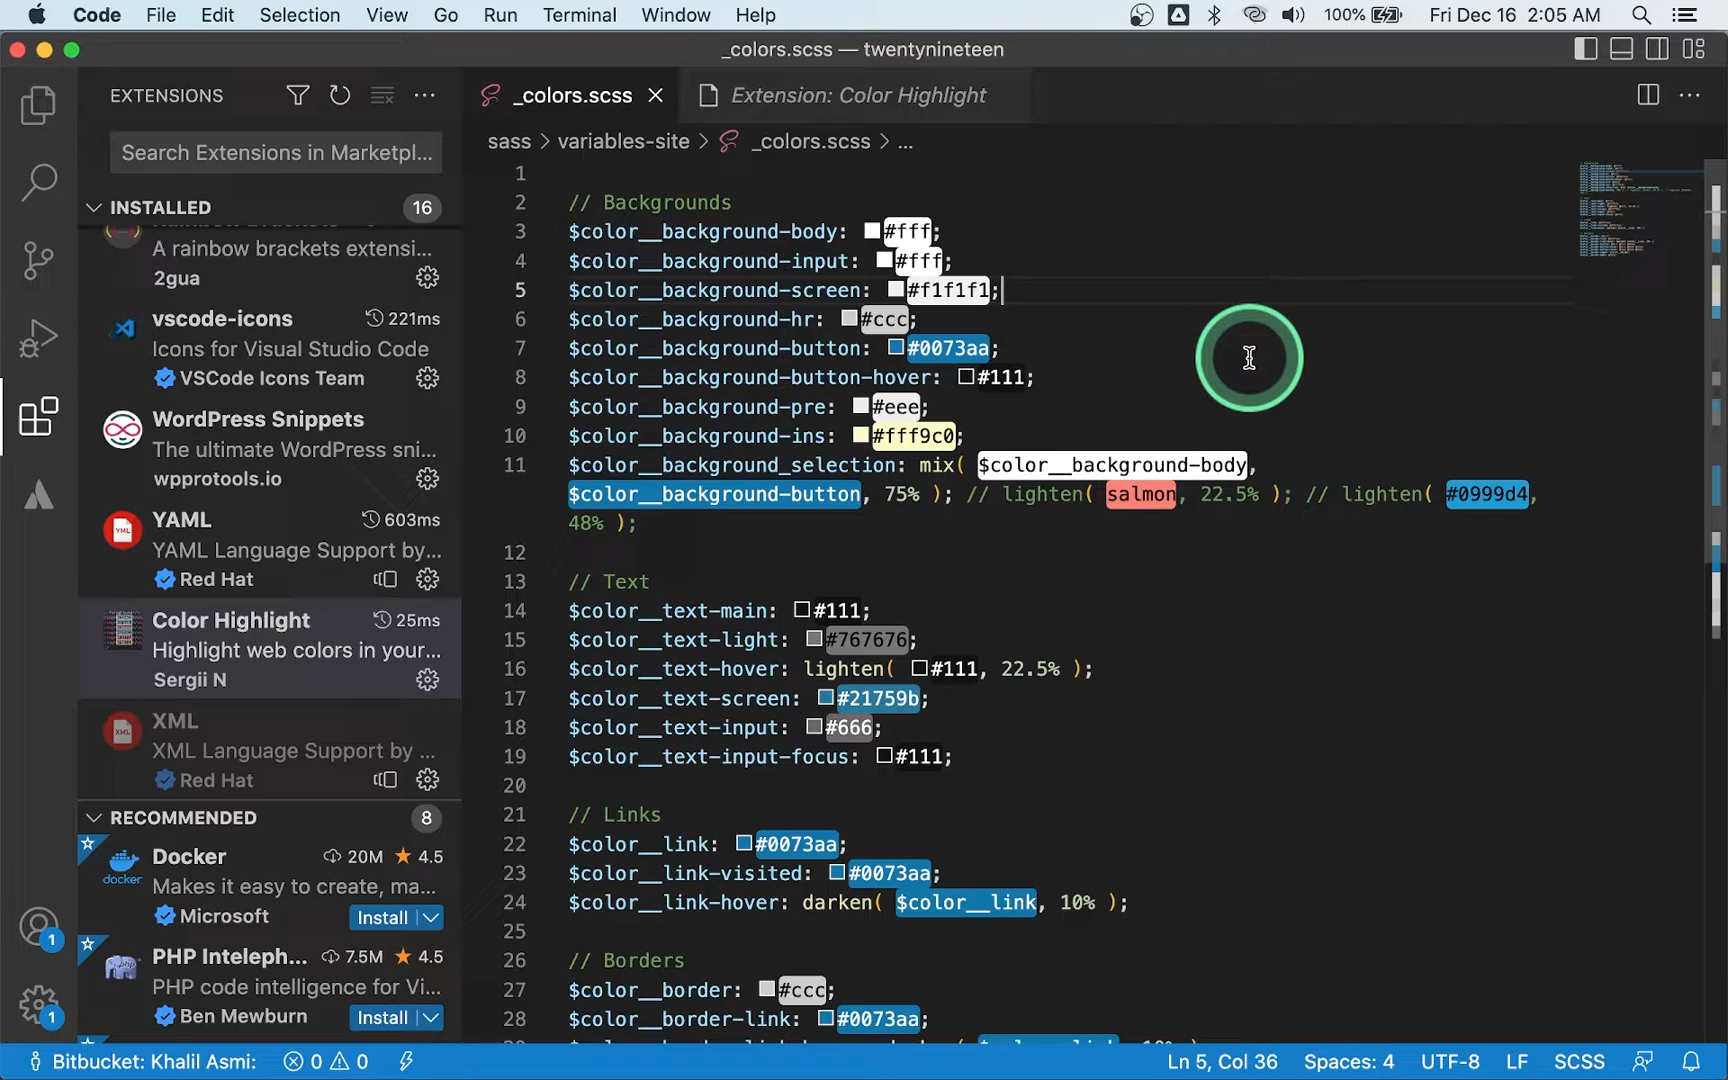 Code File Edit Selection View Go Run Terminal Window Help 100% Fri Dec 16 2:05 AM
_colors.scss — twentynineteen
EXTENSIONS
Search Extensions in Marketpl...
INSTALLED 16
A rainbow brackets extensi...
2gua
vscode-icons 221ms
Icons for Visual Studio Code
VSCode Icons Team
WordPress Snippets
The ultimate WordPress sni...
wpprotools.io
YAML 603ms
YAML Language Support by...
Red Hat
Color Highlight 25ms
Highlight web colors in your...
Sergii N
XML
XML Language Support by ...
Red Hat
RECOMMENDED 8
Docker 20M 4.5
docker
Makes it easy to create, ma...
Microsoft Install
PHP Inteleph... 7.5M 4.5
PHP code intelligence for Vi...
Ben Mewburn Install
1
1
_colors.scss Extension: Color Highlight
sass > variables-site > _colors.scss > ...
1
2 // Backgrounds
3 $color__background-body: #fff;
4 $color__background-input: #fff;
5 $color__background-screen: #f1f1f1;
6 $color__background-hr: #ccc;
7 $color__background-button: #0073aa;
8 $color__background-button-hover: #111;
9 $color__background-pre: #eee;
10 $color__background-ins: #fff9c0;
11 $color__background_selection: mix( $color__background-body,
$color__background-button, 75% ); // lighten( salmon, 22.5% ); // lighten( #0999d4,
48% );
12
13 // Text
14 $color__text-main: #111;
15 $color__text-light: #767676;
16 $color__text-hover: lighten( #111, 22.5% );
17 $color__text-screen: #21759b;
18 $color__text-input: #666;
19 $color__text-input-focus: #111;
20
21 // Links
22 $color__link: #0073aa;
23 $color__link-visited: #0073aa;
24 $color__link-hover: darken( $color__link, 10% );
25
26 // Borders
27 $color__border: #ccc;
28 $color__border-link: #0073aa;
Bitbucket: Khalil Asmi: 0 0 Ln 5, Col 36 Spaces: 4 UTF-8 LF SCSS